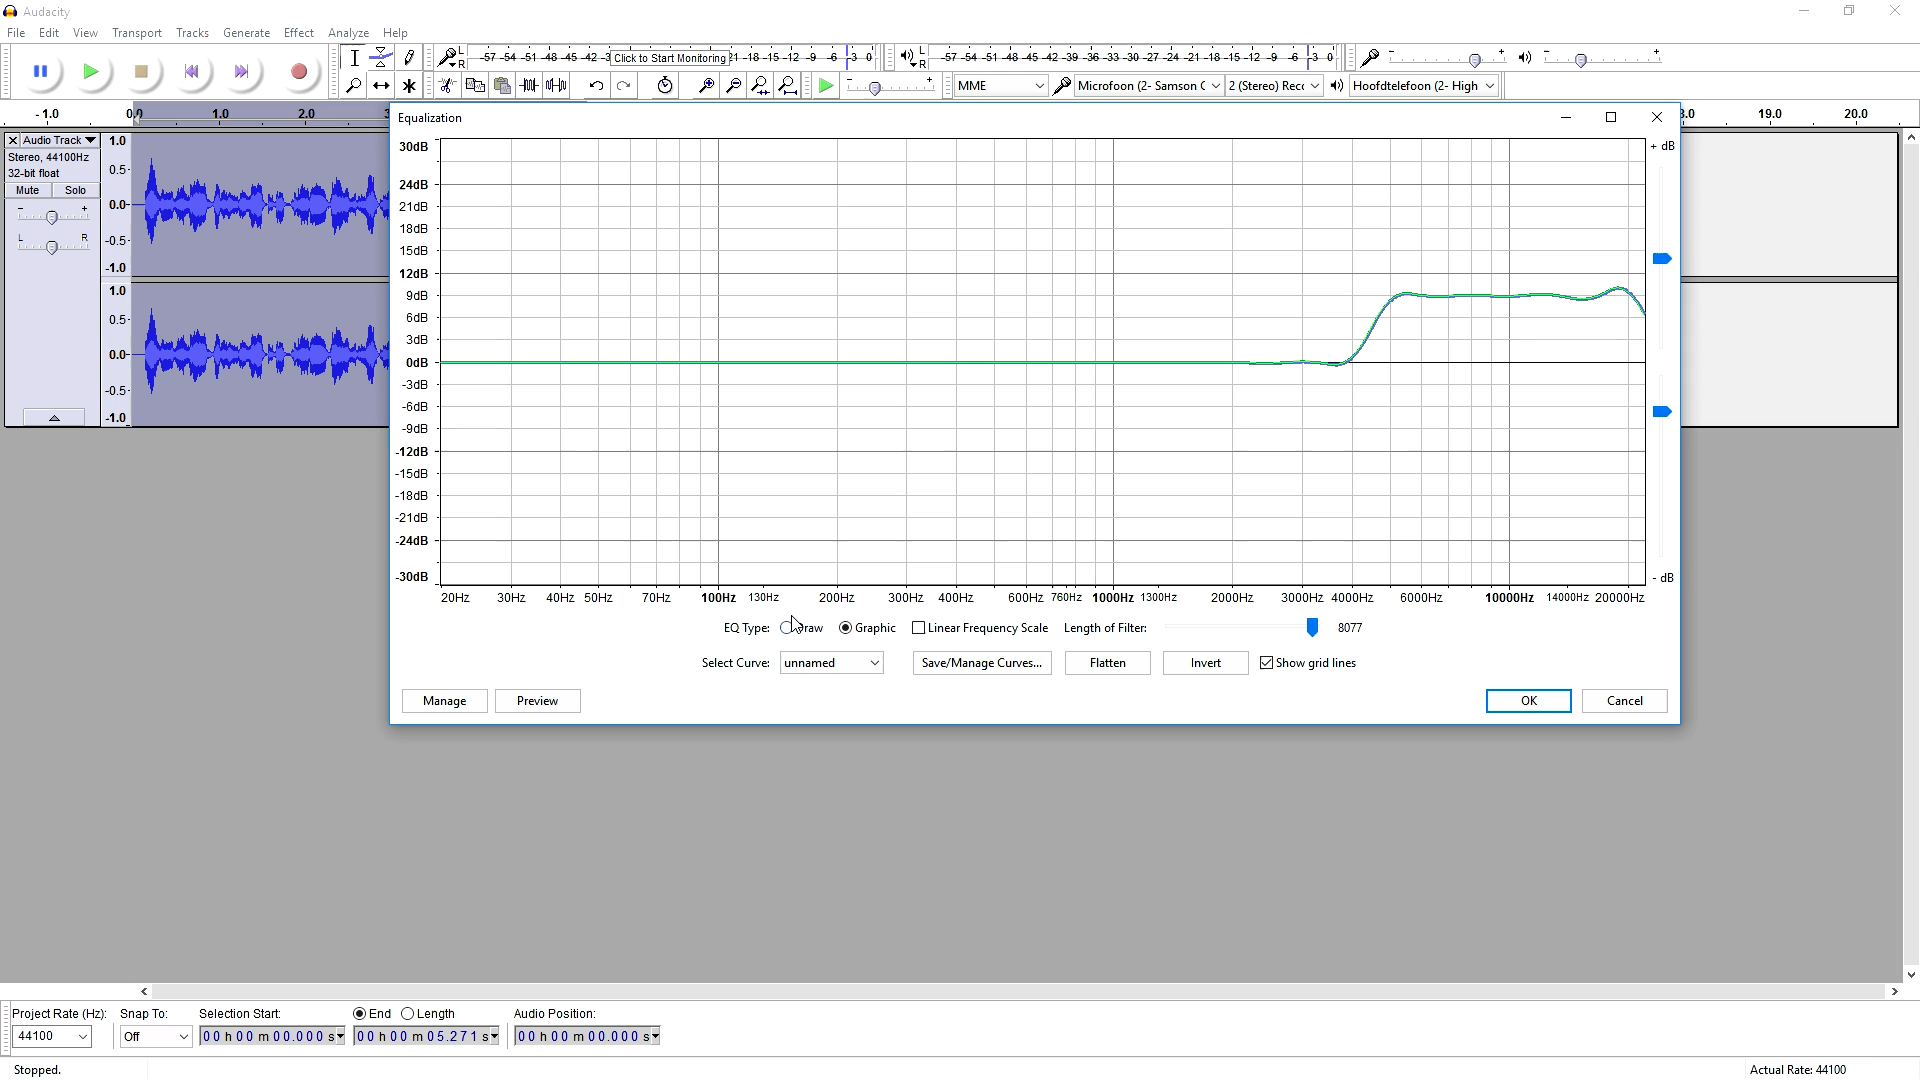 Audacity
File Edit View Transport Tracks Generate Effect Analyze Help
L R -57 -54 -51 -48 -45 -42 -3 Click to Start Monitoring 21 -18 -15 -12 -9 -6 -3 0 L R -57 -54 -51 -48 -45 -42 -39 -36 -33 -30 -27 -24 -21 -18 -15 -12 -9 -6 -3 0 - + - +
- + MME Microfoon (2- Samson C 2 (Stereo) Recc Hoofdtelefoon (2- High
-1.0 0.0 1.0 2.0 3 3.0 19.0 20.0
Equalization
X Audio Track
Stereo, 44100Hz
32-bit float
Mute Solo
- +
L R
1.0
0.5-
0.0-
-0.5-
-1.0
1.0
0.5-
0.0-
-0.5-
-1.0
+ dB
30dB
24dB
21dB
18dB
15dB
12dB
9dB
6dB
3dB
0dB
-3dB
-6dB
-9dB
-12dB
-15dB
-18dB
-21dB
-24dB
-30dB
- dB
20Hz 30Hz 40Hz 50Hz 70Hz 100Hz 130Hz 200Hz 300Hz 400Hz 600Hz 760Hz 1000Hz 1300Hz 2000Hz 3000Hz 4000Hz 6000Hz 10000Hz 14000Hz 20000Hz
EQ Type: Draw Graphic Linear Frequency Scale Length of Filter: 8077
Select Curve: unnamed Save/Manage Curves... Flatten Invert Show grid lines
Manage Preview OK Cancel
Project Rate (Hz): Snap To: Selection Start: End Length Audio Position:
44100 Off 00 h 00 m 00.000 s 00 h 00 m 05.271 s 00 h 00 m 00.000 s
Stopped. Actual Rate: 44100